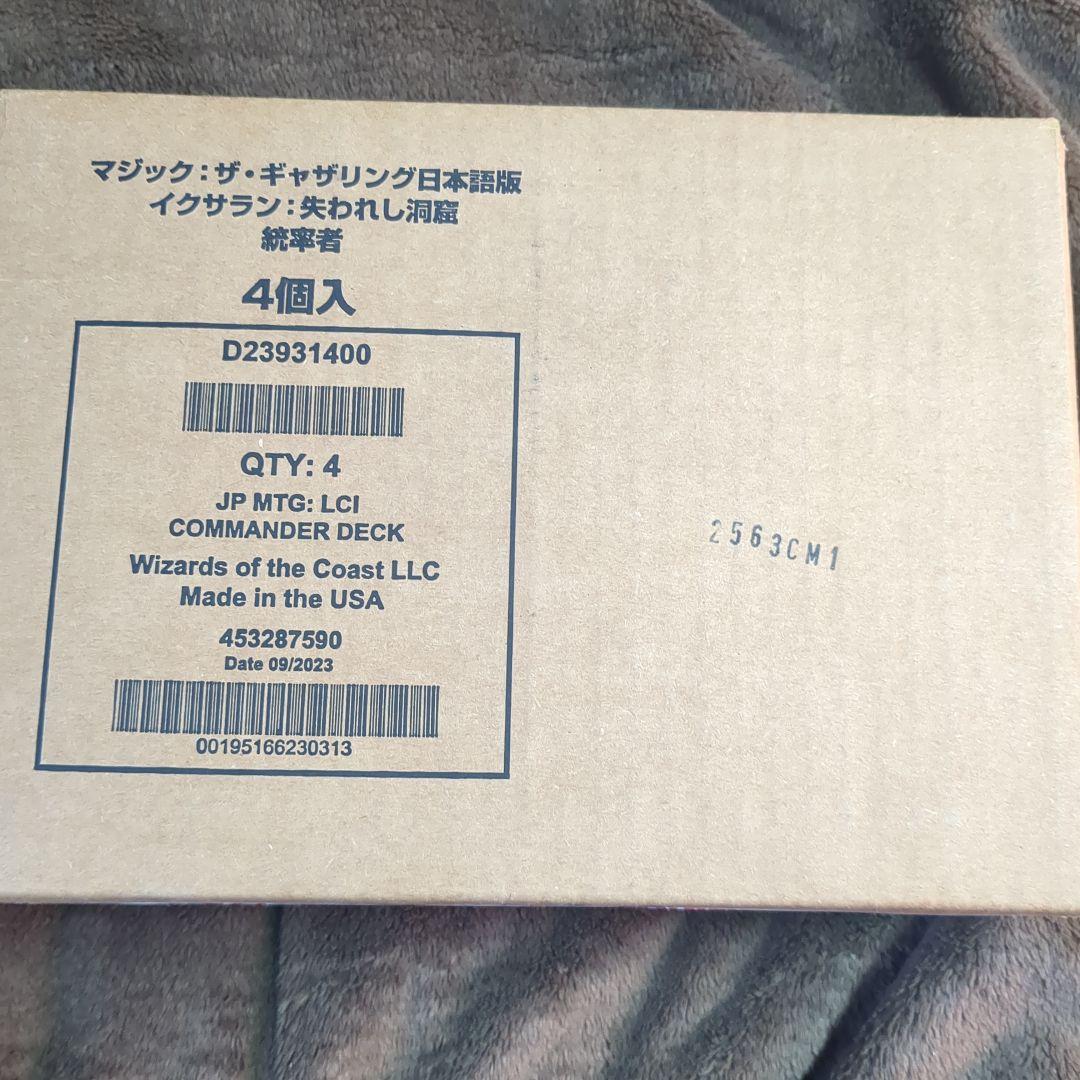 マジック：ザ・ギャザリング日本語版
イクサラン：失われし洞窟
統率者
4個入
D23931400
QTY: 4
JP MTG: LCI
COMMANDER DECK
Wizards of the Coast LLC
Made in the USA
453287590
Date 09/2023
00195166230313
2563CM1